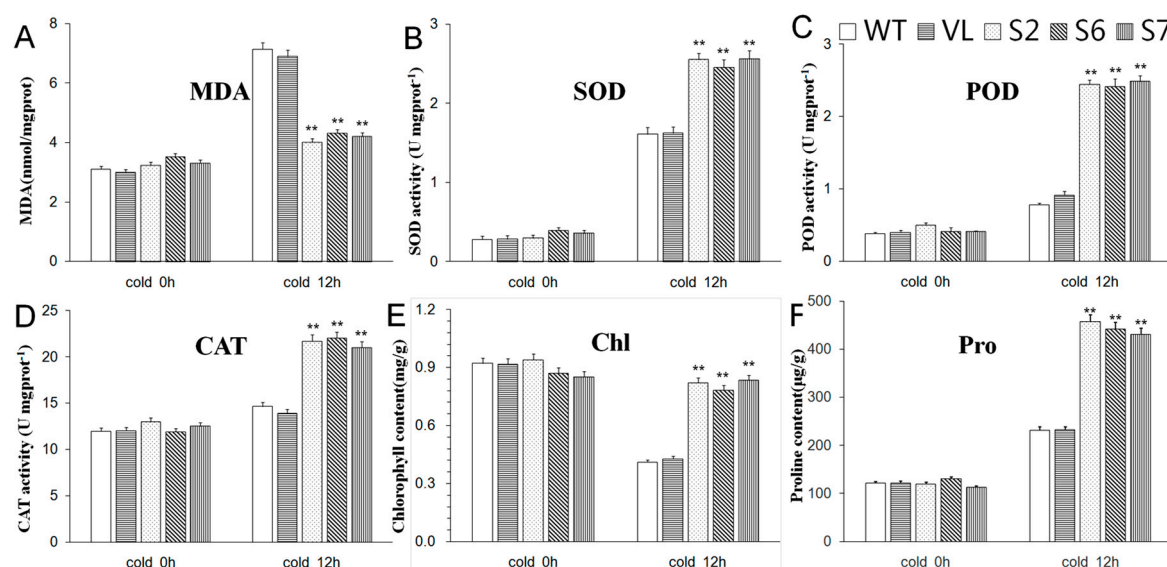 A
MDA
MDA(nmol/mgprot)
8
6
4
2
0
** ** **
cold 0h
cold 12h
B
SOD
SOD activity (U mgprot-1)
3
2
1
0
** ** **
cold 0h
cold 12h
C
WT VL S2 S6 S7
POD
POD activity (U mgprot-1)
3
2
1
0
** ** **
cold 0h
cold 12h
D
CAT
CAT activity (U mgprot-1)
25
20
15
10
5
0
** ** **
cold 0h
cold 12h
E
Chl
Chlorophyll content(mg/g)
1.2
0.9
0.6
0.3
0.0
** ** **
cold 0h
cold 12h
F
Pro
Proline content(μg/g)
500
400
300
200
100
0
** ** **
cold 0h
cold 12h